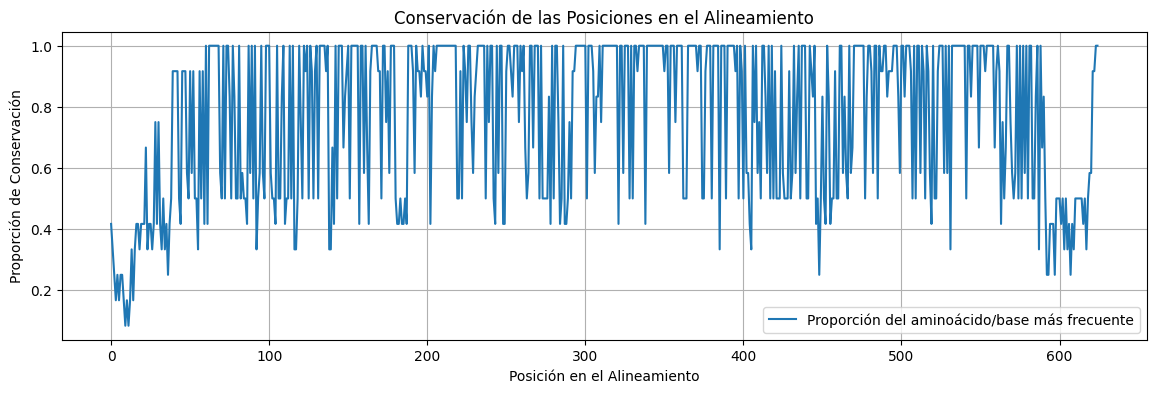 Conservación de las Posiciones en el Alineamiento
Proporción de Conservación
1.0
0.8
0.6
0.4
0.2
Proporción del aminoácido/base más frecuente
0 100 200 300 400 500 600
Posición en el Alineamiento